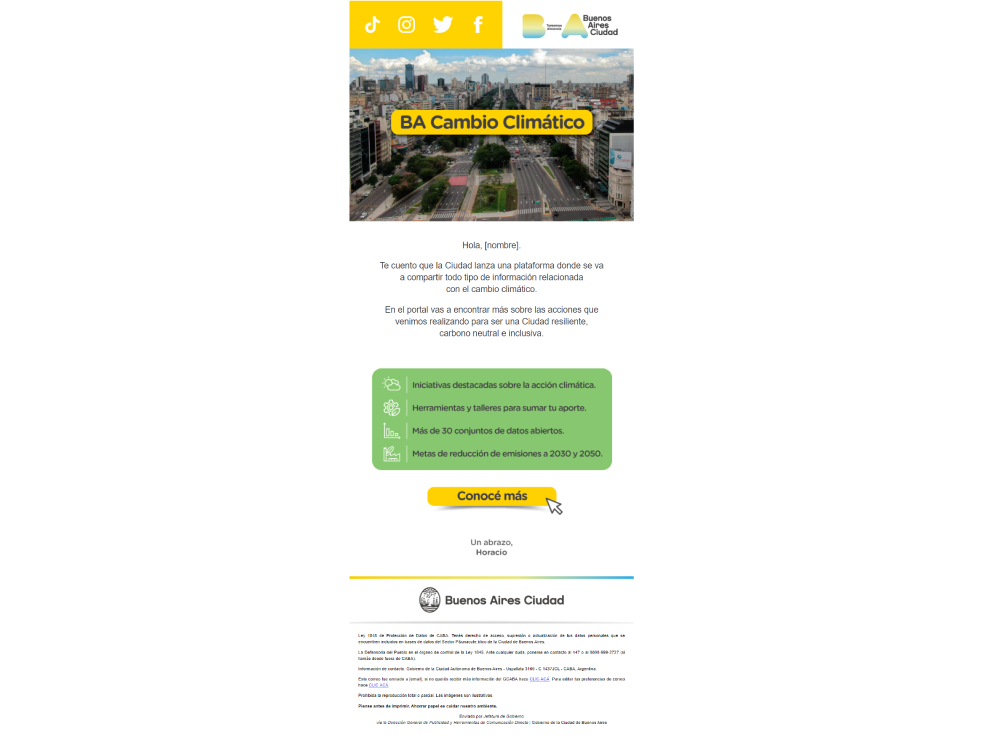 Tenemos
Buenos
Aires
Ciudad
BA Cambio Climático
Hola, [nombre].
Te cuento que la Ciudad lanza una plataforma donde se va
a compartir todo tipo de información relacionada
con el cambio climático.
En el portal vas a encontrar más sobre las acciones que
venimos realizando para ser una Ciudad resiliente,
carbono neutral e inclusiva.
Iniciativas destacadas sobre la acción climática.
Herramientas y talleres para sumar tu aporte.
Más de 30 conjuntos de datos abiertos.
Metas de reducción de emisiones a 2030 y 2050.
Conocé más
Un abrazo,
Horacio
Buenos Aires Ciudad
Ley 1845 de Protección de Datos de CABA. Tenés derecho de acceso, supresión o actualización de tus datos personales que se
encuentren incluidos en bases de datos del Sector de la Ciudad de Buenos Aires.
La Defensoría del Pueblo es el órgano de control de la Ley 1845. Ante cualquier duda, ponerse en contacto al 147 o al 0800-999-2727 (si
llamás desde fuera de CABA)
Información de contacto: Gobierno de la Ciudad Autónoma de Buenos Aires - Uspallata 3160 - C 1437JCL - CABA, Argentina.
Este correo fue enviado a [email], si no querés recibir más información del GCABA hacé CLIC ACÁ. Para editar tus preferencias de correo
hacé CLIC ACÁ.
Prohibida la reproducción total o parcial. Las imágenes son ilustrativas.
Piense antes de imprimir. Ahorrar papel es cuidar nuestro ambiente.
Enviado por Jefatura de Gobierno
vía la Dirección General de Publicidad y Herramientas de Comunicación Directa / Gobierno de la Ciudad de Buenos Aires